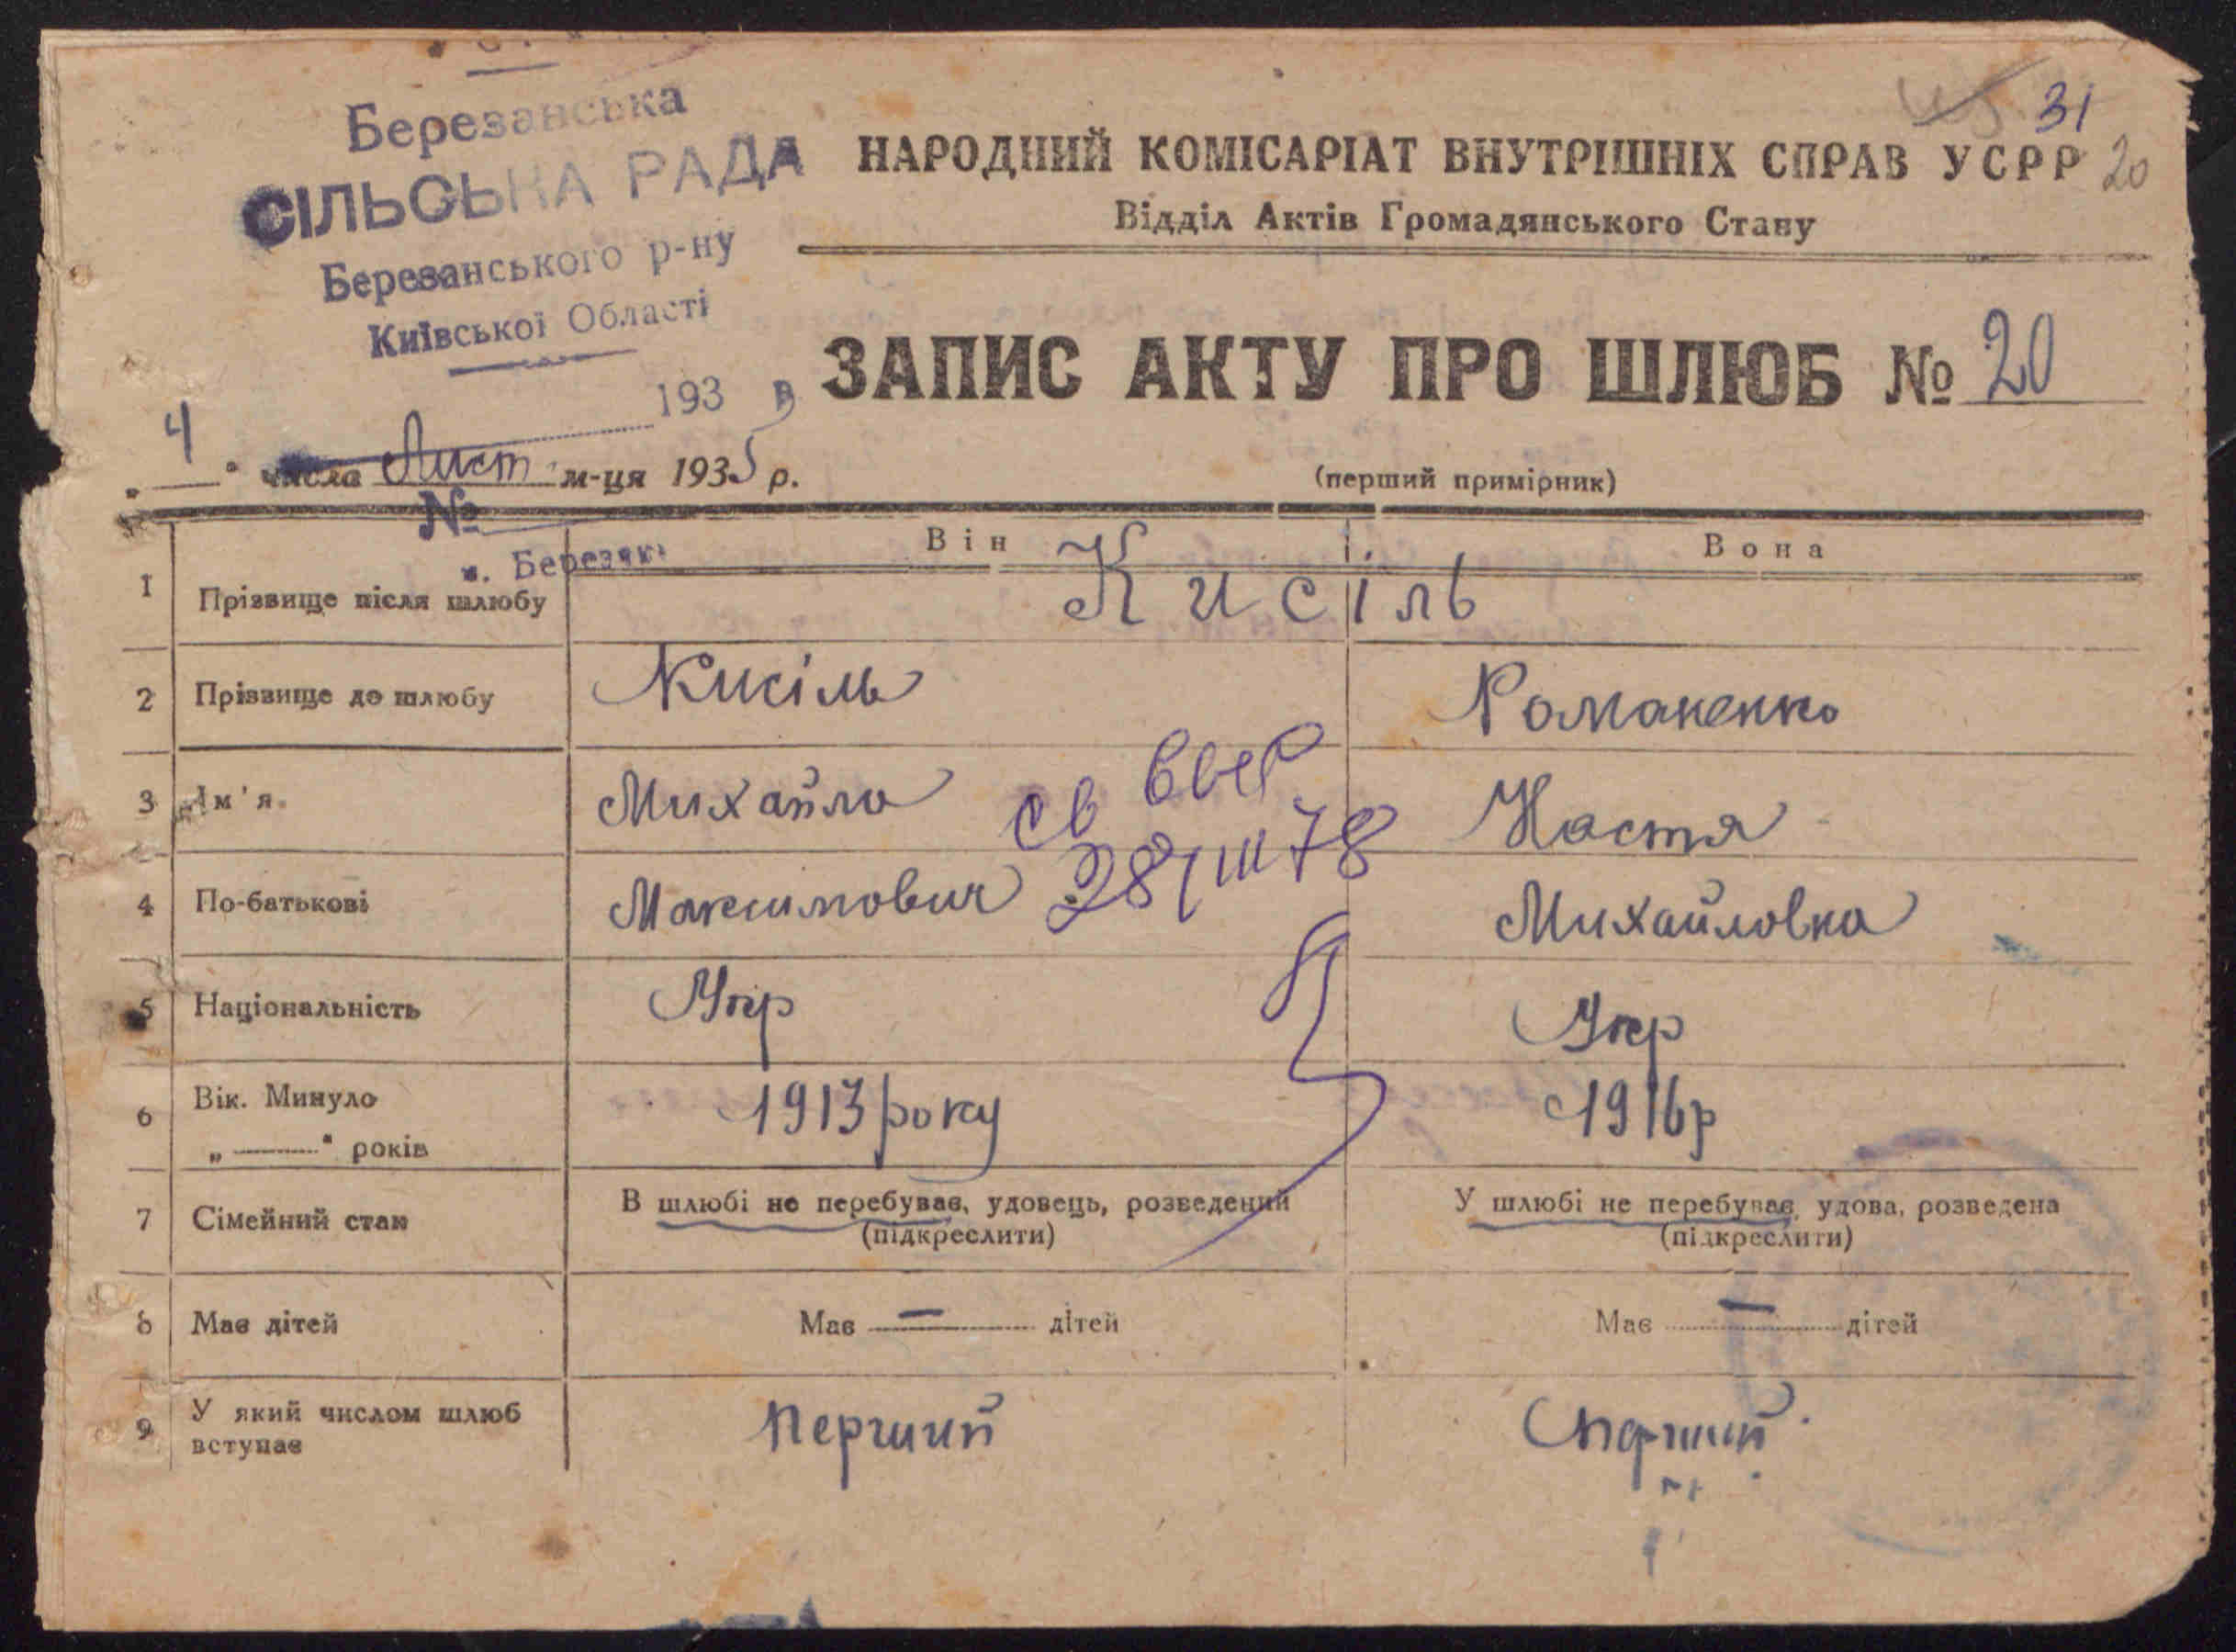 Березанська
СІЛЬСЬКА РАДА
Березанського р-ну
Київської Області
193 р
№
м. Березань
31
20
НАРОДНИЙ КОМІСАРІАТ ВНУТРІШНІХ СПРАВ УСРР
Відділ Актів Громадянського Стану
ЗАПИС АКТУ ПРО ШЛЮБ № 20
„4" числа Лист м-ця 1935 р.
(перший примірник)
Він Вона
1 Прізвище після шлюбу Кисіль
2 Прізвище до шлюбу Кисіль Романенко
3 Ім'я Михайло Настя
св
28/III 78
4 По-батькові Максимович Михайловна
5 Національність Укр Укр
6 Вік. Минуло 1913 року 1916 р
„ " років
7 Сімейний стан В шлюбі не перебував, удовець, розведений У шлюбі не перебував, удова, розведена
(підкреслити) (підкреслити)
8 Має дітей Має — дітей Має — дітей
9 У який числом шлюб Перший Перший
вступає